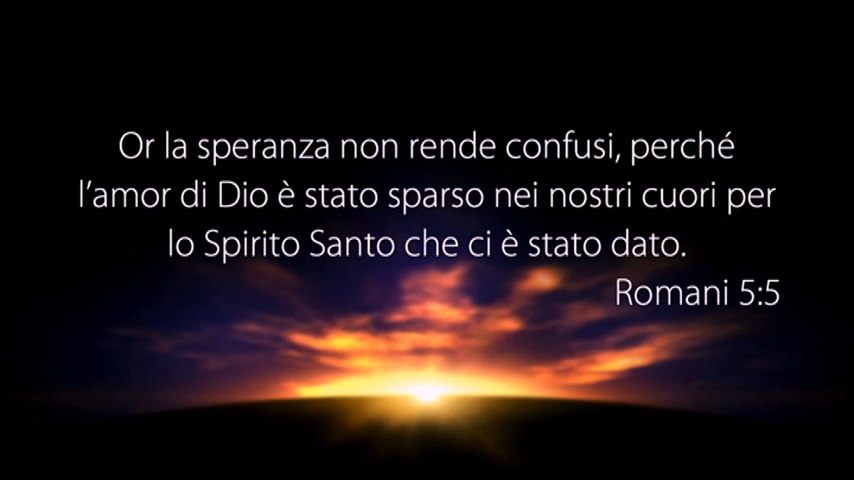 Or la speranza non rende confusi, perché
l’amor di Dio è stato sparso nei nostri cuori per
lo Spirito Santo che ci è stato dato.
Romani 5:5